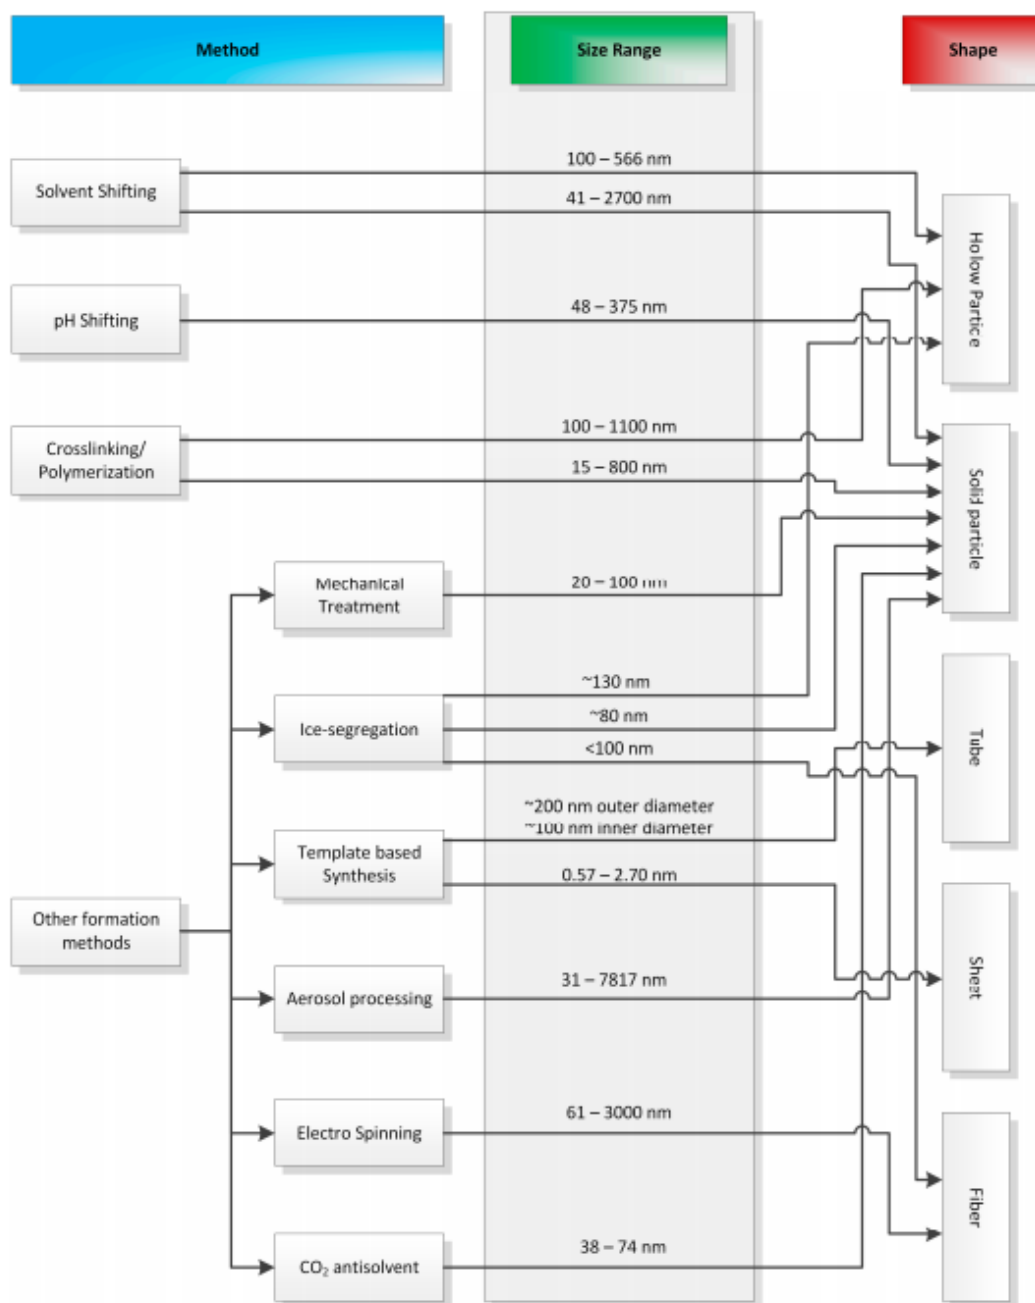 Method
Size Range
Shape
Solvent Shifting
100 – 566 nm
41 – 2700 nm
Hollow Partice
pH Shifting
48 – 375 nm
Crosslinking/
Polymerization
100 – 1100 nm
15 – 800 nm
Solid particle
Mechanical
Treatment
20 – 100 nm
Ice-segregation
~130 nm
~80 nm
<100 nm
Tube
Template based
Synthesis
~200 nm outer diameter
~100 nm inner diameter
0.57 – 2.70 nm
Other formation
methods
Sheet
Aerosol processing
31 – 7817 nm
Electro Spinning
61 – 3000 nm
Fiber
CO₂ antisolvent
38 – 74 nm